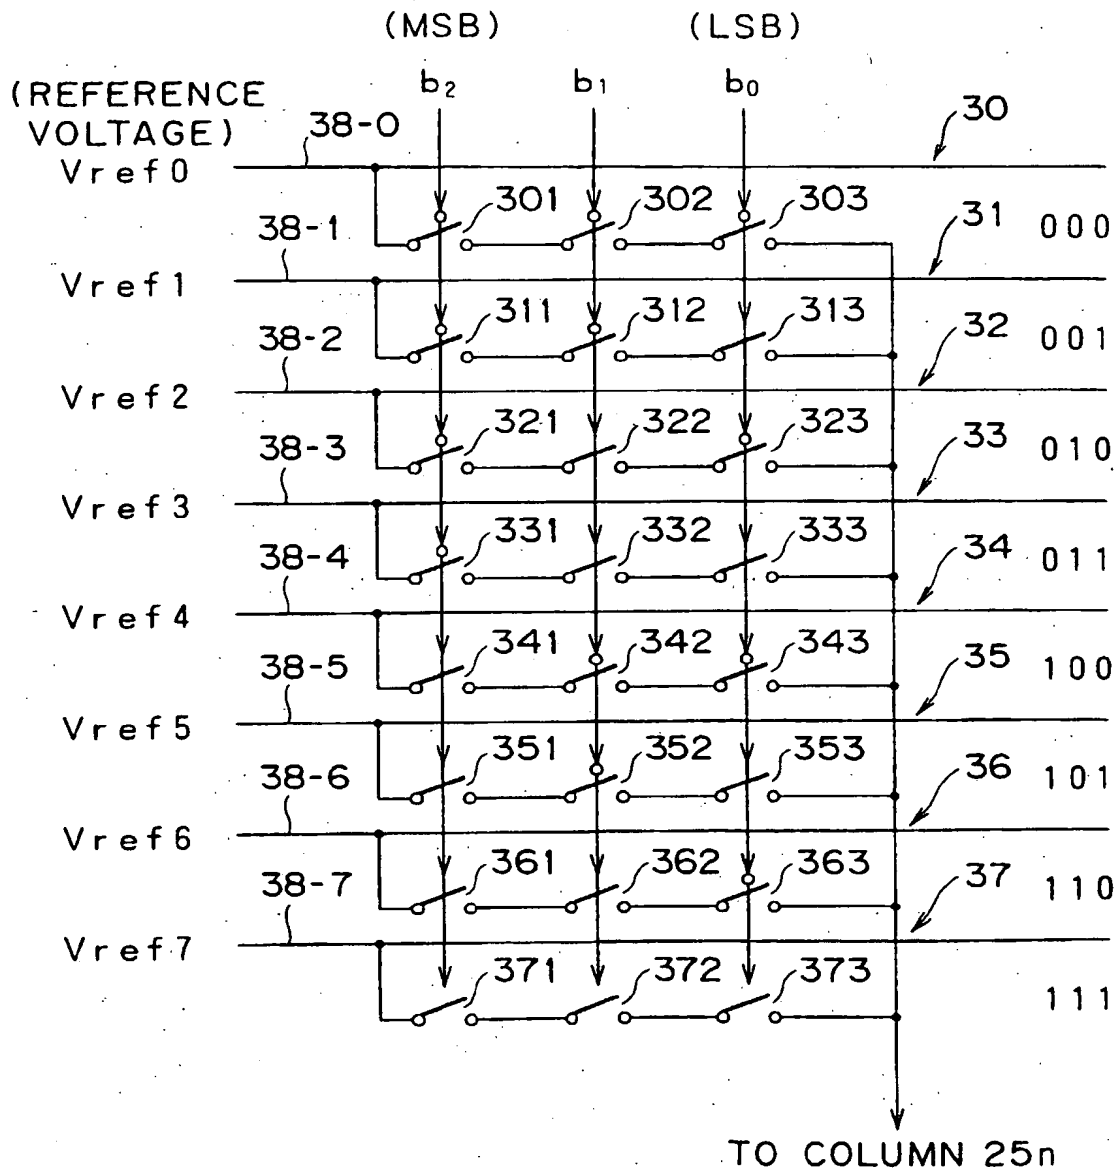 (MSB) (LSB)
b2 b1 b0
(REFERENCE
VOLTAGE)
38-0 30
Vref0
301 302 303
38-1 31 000
Vref1
311 312 313
38-2 32 001
Vref2
321 322 323
38-3 33 010
Vref3
331 332 333
38-4 34 011
Vref4
341 342 343
38-5 35 100
Vref5
351 352 353
38-6 36 101
Vref6
361 362 363
38-7 37 110
Vref7
371 372 373
111
TO COLUMN 25n